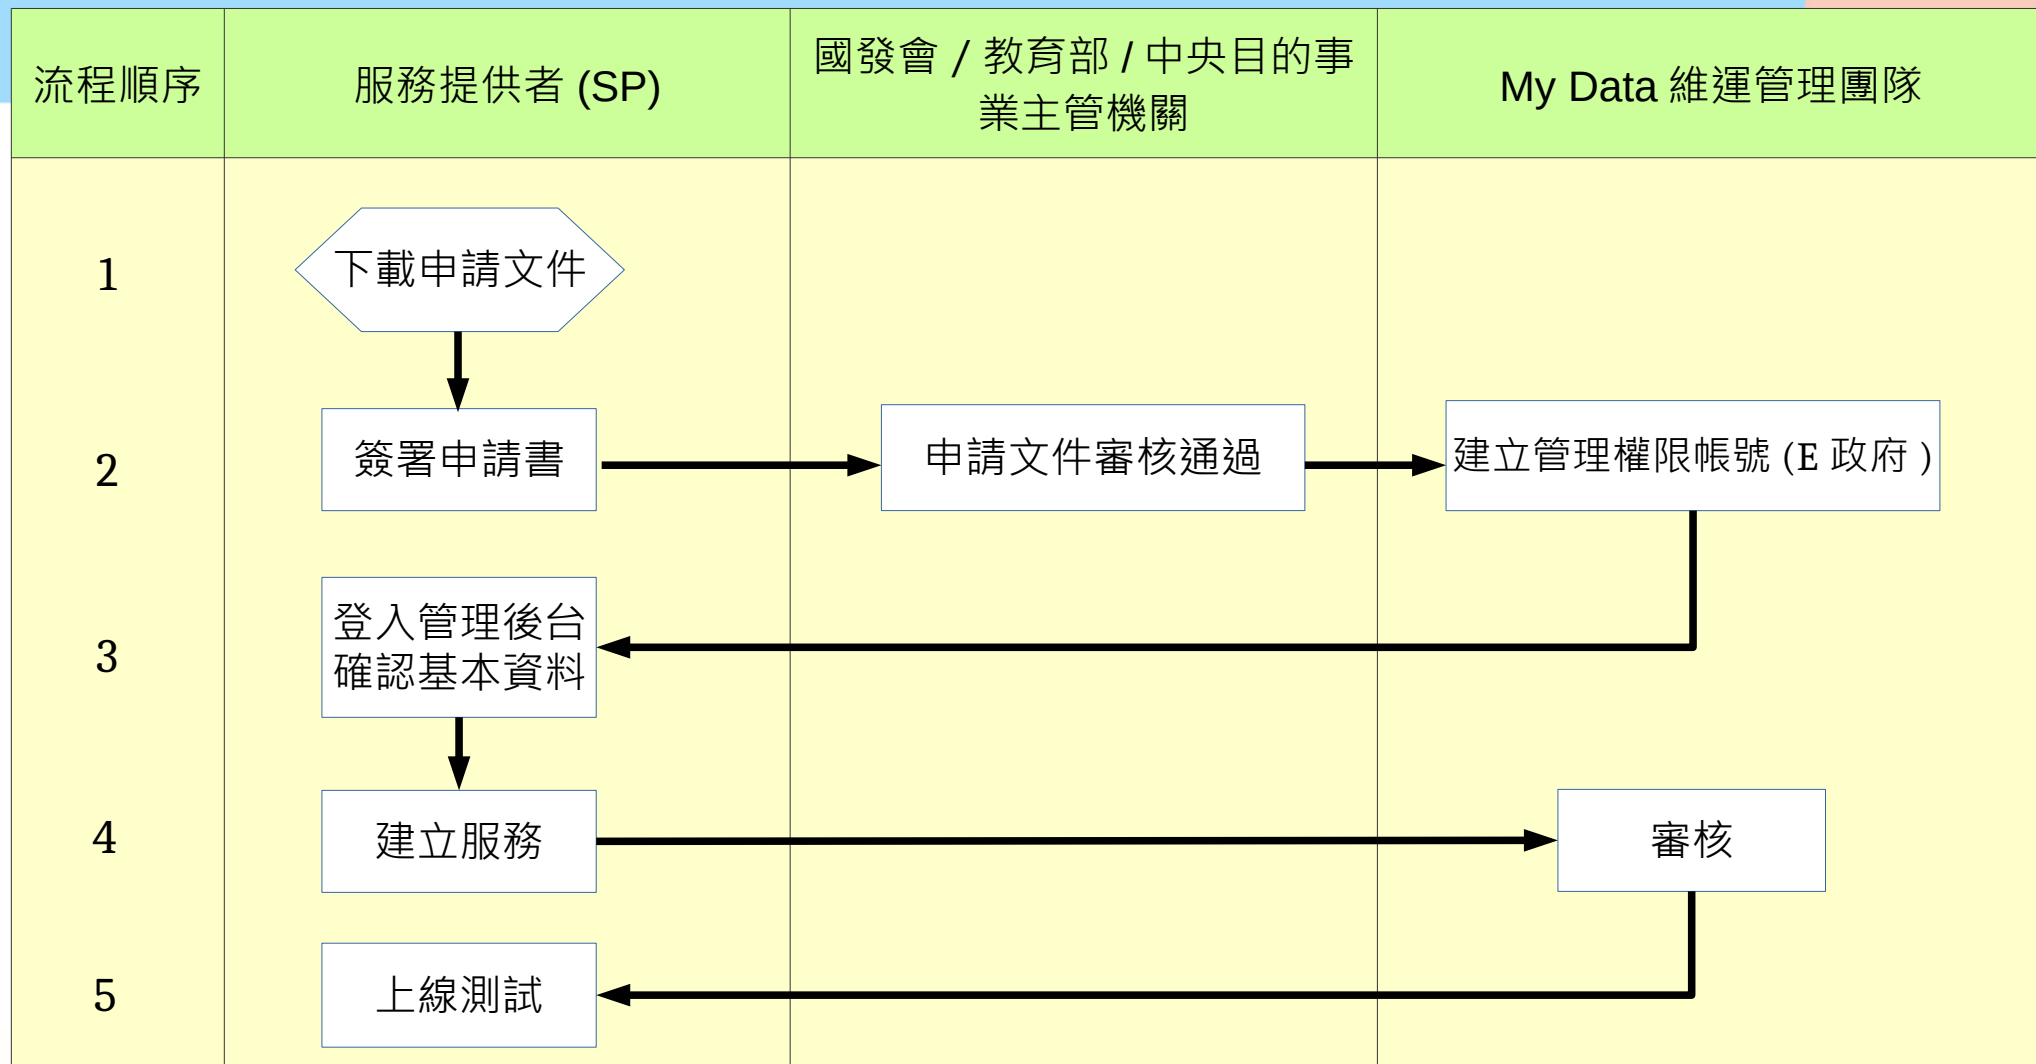 流程順序
服務提供者 (SP)
國發會 / 教育部 / 中央目的事
業主管機關
My Data 維運管理團隊
1
下載申請文件
2
簽署申請書
申請文件審核通過
建立管理權限帳號 (E 政府 )
3
登入管理後台
確認基本資料
4
建立服務
審核
5
上線測試